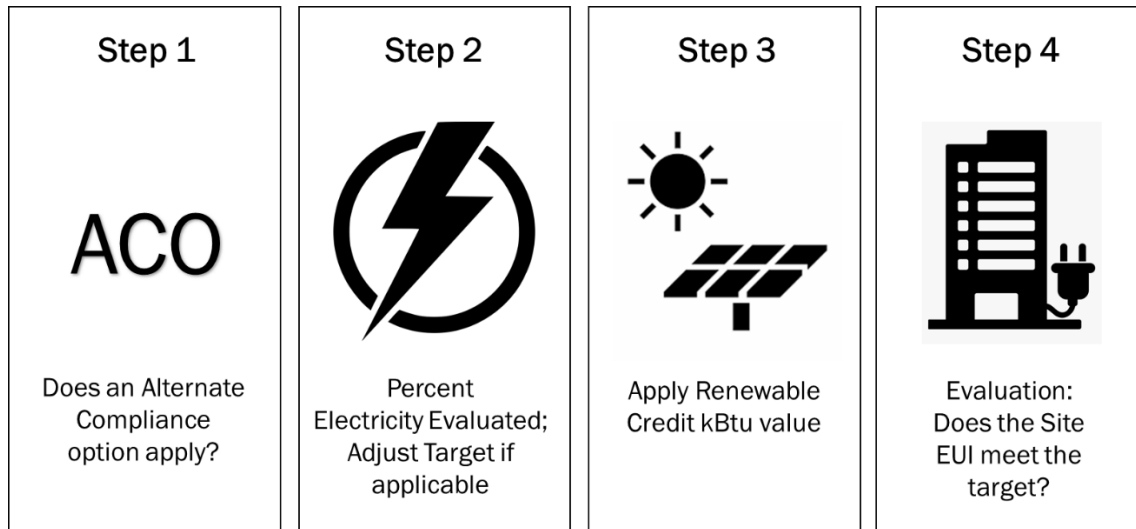 Step 1
ACO
Does an Alternate
Compliance
option apply?
Step 2
Percent
Electricity Evaluated;
Adjust Target if
applicable
Step 3
Apply Renewable
Credit kBtu value
Step 4
Evaluation:
Does the Site
EUI meet the
target?